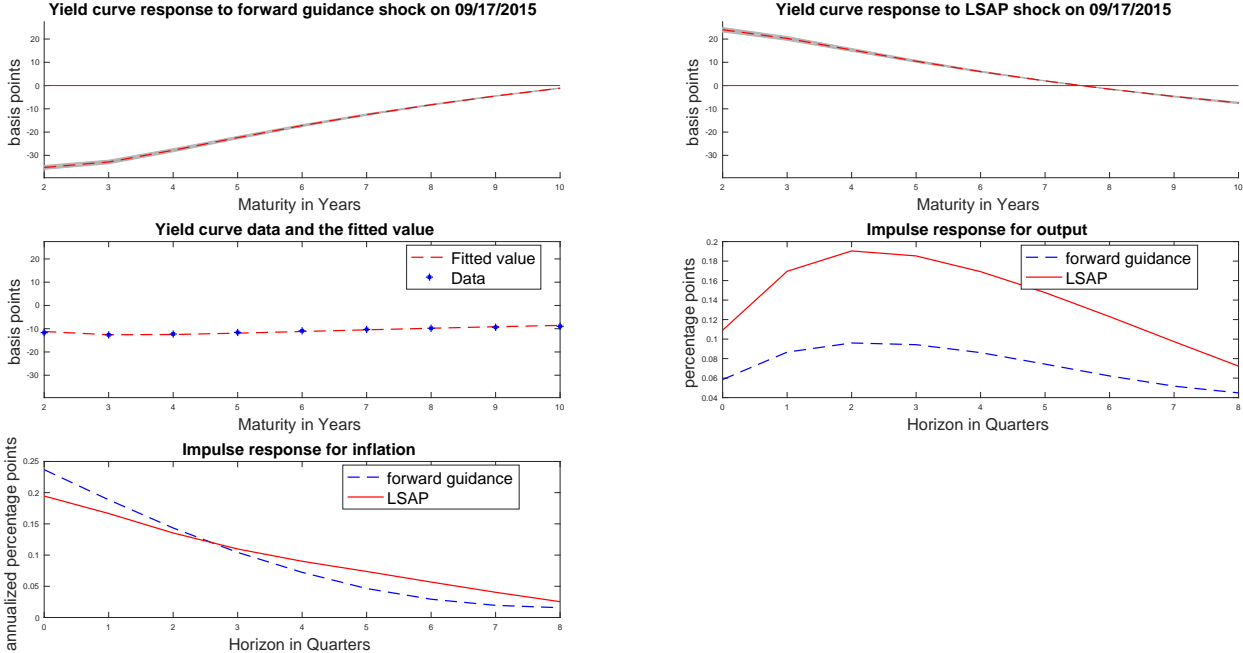 Yield curve response to forward guidance shock on 09/17/2015
basis points
20
10
0
-10
-20
-30
2 3 4 5 6 7 8 9 10
Maturity in Years
Yield curve response to LSAP shock on 09/17/2015
basis points
20
10
0
-10
-20
-30
2 3 4 5 6 7 8 9 10
Maturity in Years
Yield curve data and the fitted value
basis points
20
10
0
-10
-20
-30
Fitted value
Data
2 3 4 5 6 7 8 9 10
Maturity in Years
Impulse response for output
percentage points
0.2
0.18
0.16
0.14
0.12
0.1
0.08
0.06
0.04
forward guidance
LSAP
0 1 2 3 4 5 6 7 8
Horizon in Quarters
Impulse response for inflation
annualized percentage points
0.25
0.2
0.15
0.1
0.05
0
forward guidance
LSAP
0 1 2 3 4 5 6 7 8
Horizon in Quarters